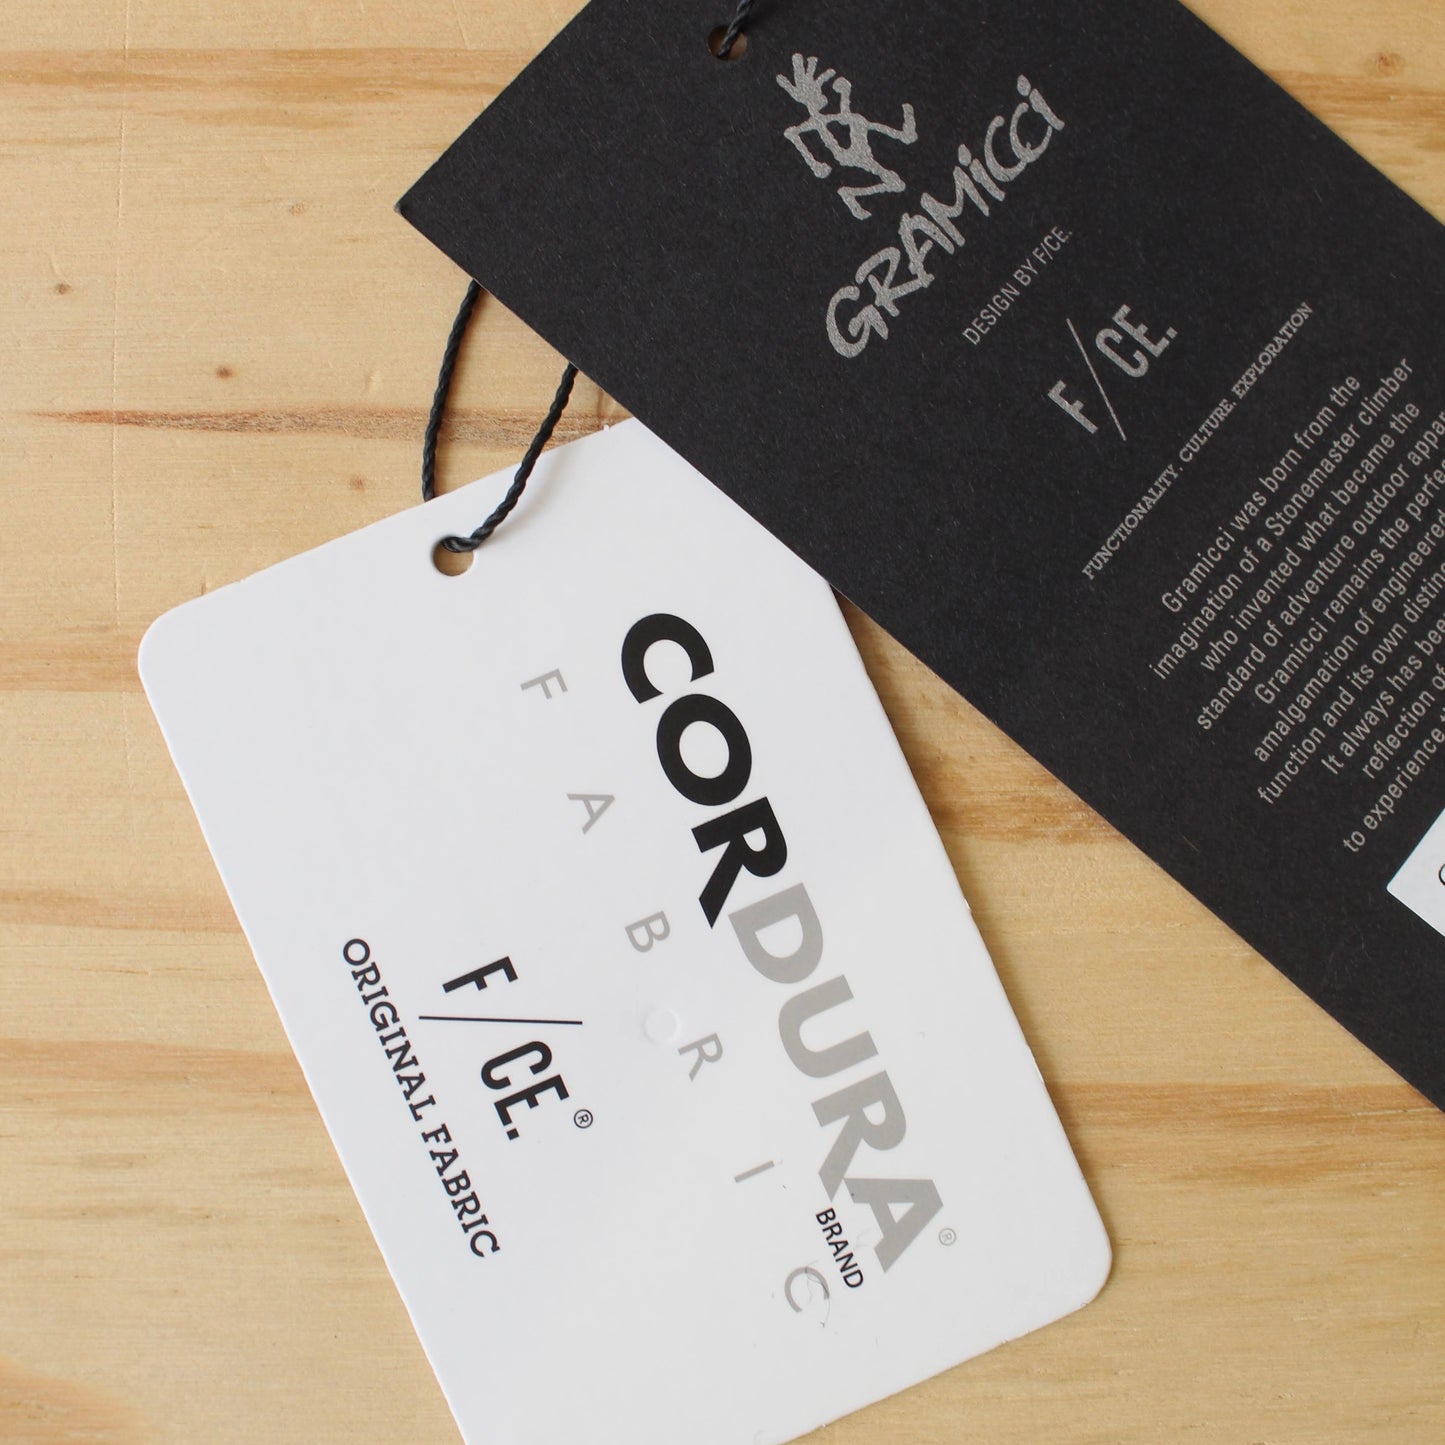 GRAMICCI
DESIGN BY F/CE.
F/CE.
FUNCTIONALITY. CULTURE. EXPLORATION
Gramicci was born from the
imagination of a Stonemaster climber
who invented what became the
standard of adventure outdoor
Gramicci remains the
amalgamation of engineered
function and its own
It always has been
reflection of
to experience
CORDURA®
BRAND
FABRIC
F/CE.®
ORIGINAL FABRIC